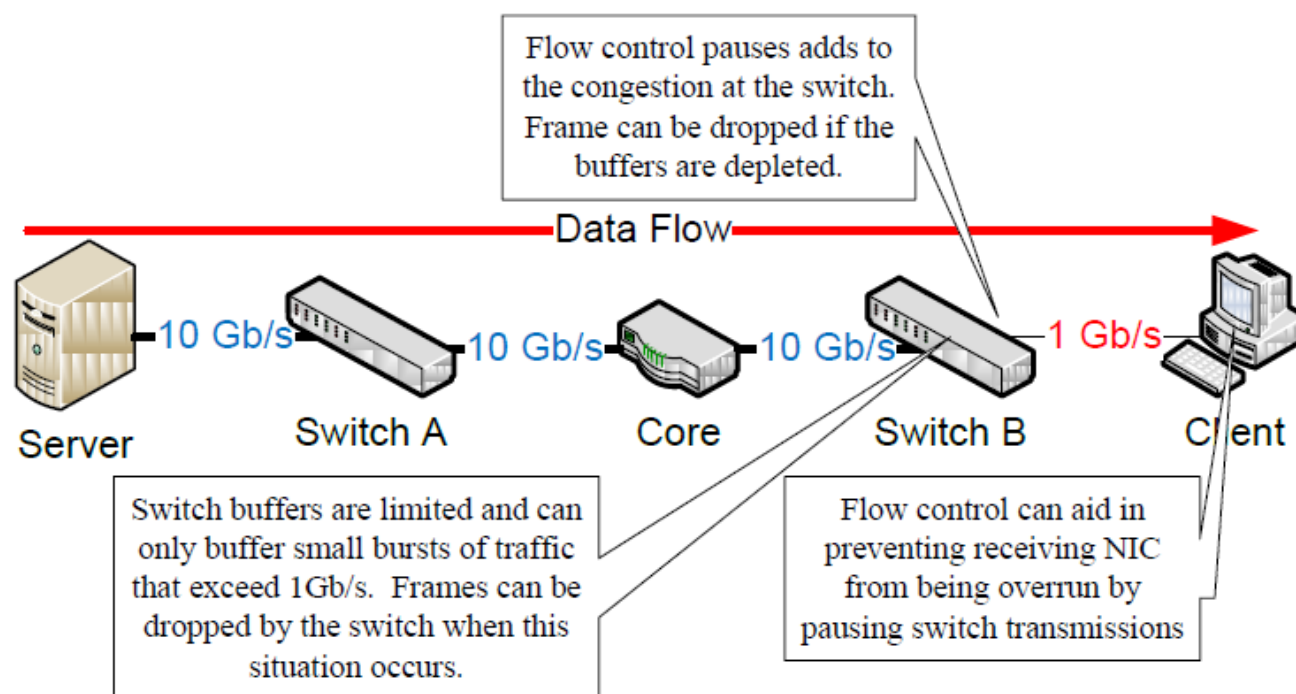 Flow control pauses adds to
the congestion at the switch.
Frame can be dropped if the
buffers are depleted.
Data Flow
10 Gb/s
10 Gb/s
10 Gb/s
1 Gb/s
Server
Switch A
Core
Switch B
Client
Switch buffers are limited and can
only buffer small bursts of traffic
that exceed 1Gb/s.  Frames can be
dropped by the switch when this
situation occurs.
Flow control can aid in
preventing receiving NIC
from being overrun by
pausing switch transmissions